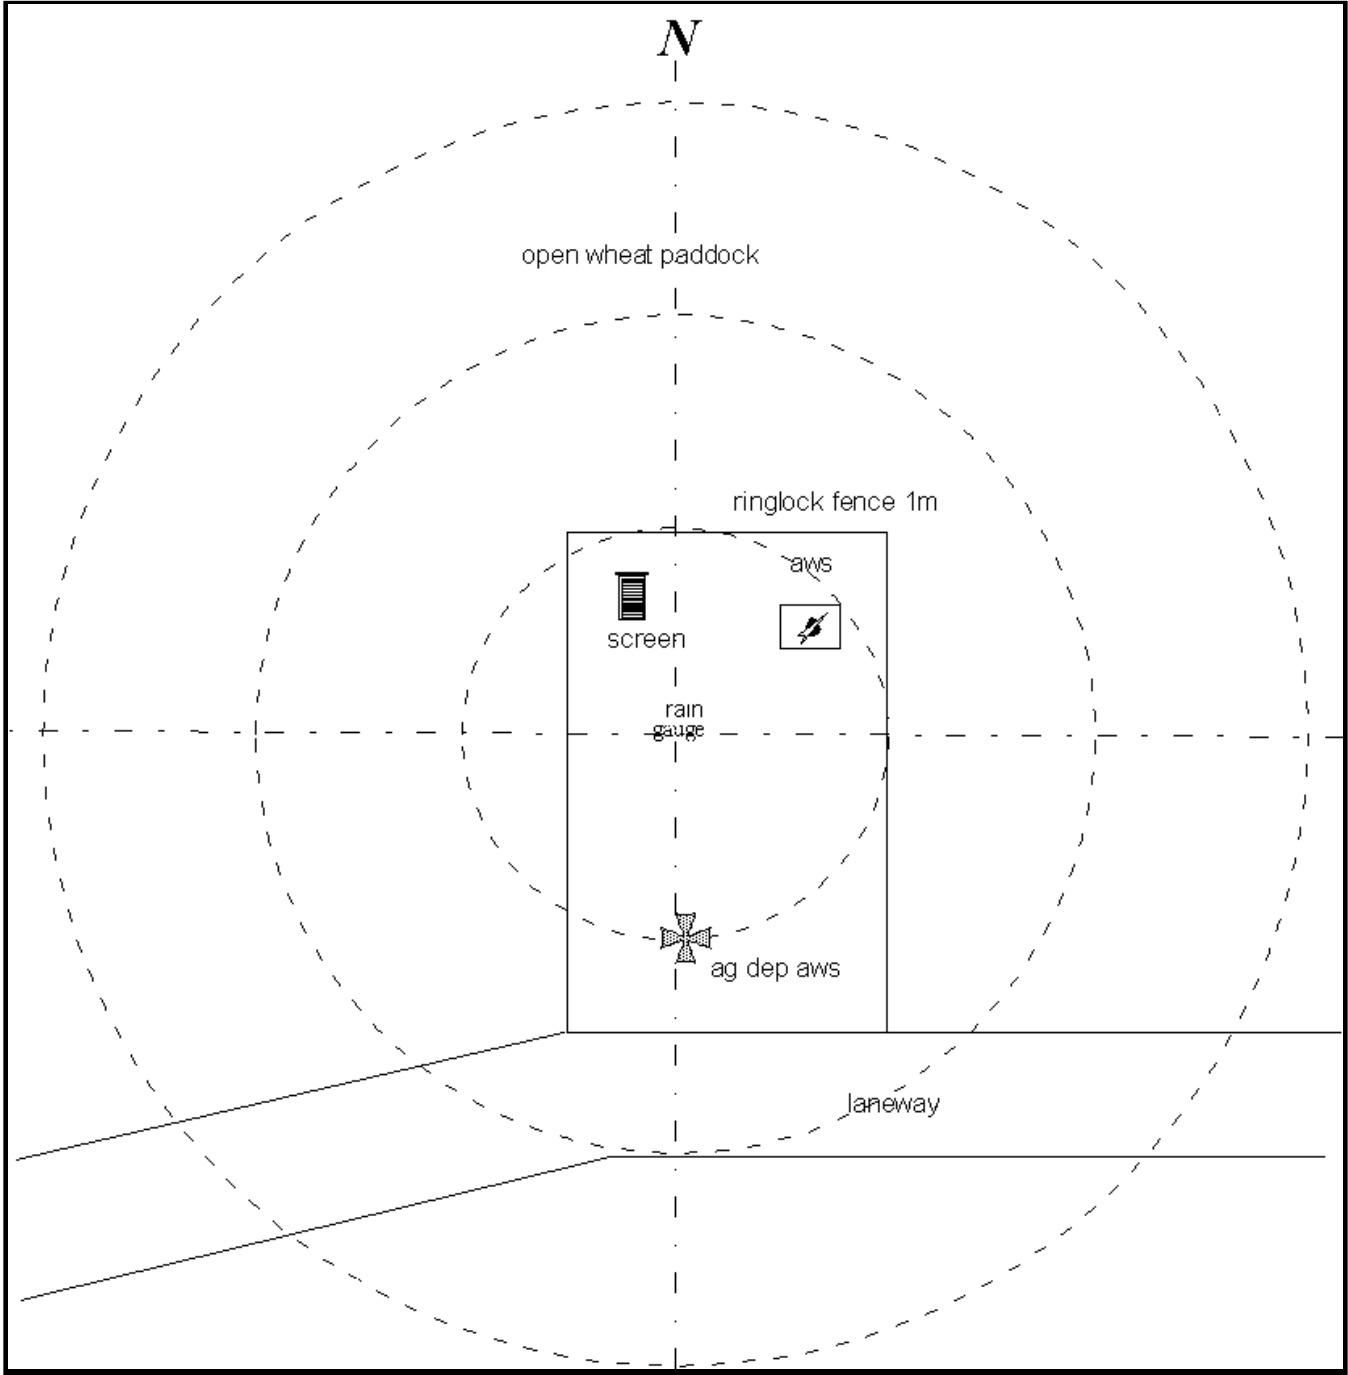 N
open wheat paddock
ringlock fence 1m
aws
screen
rain
gauge
ag dep aws
laneway